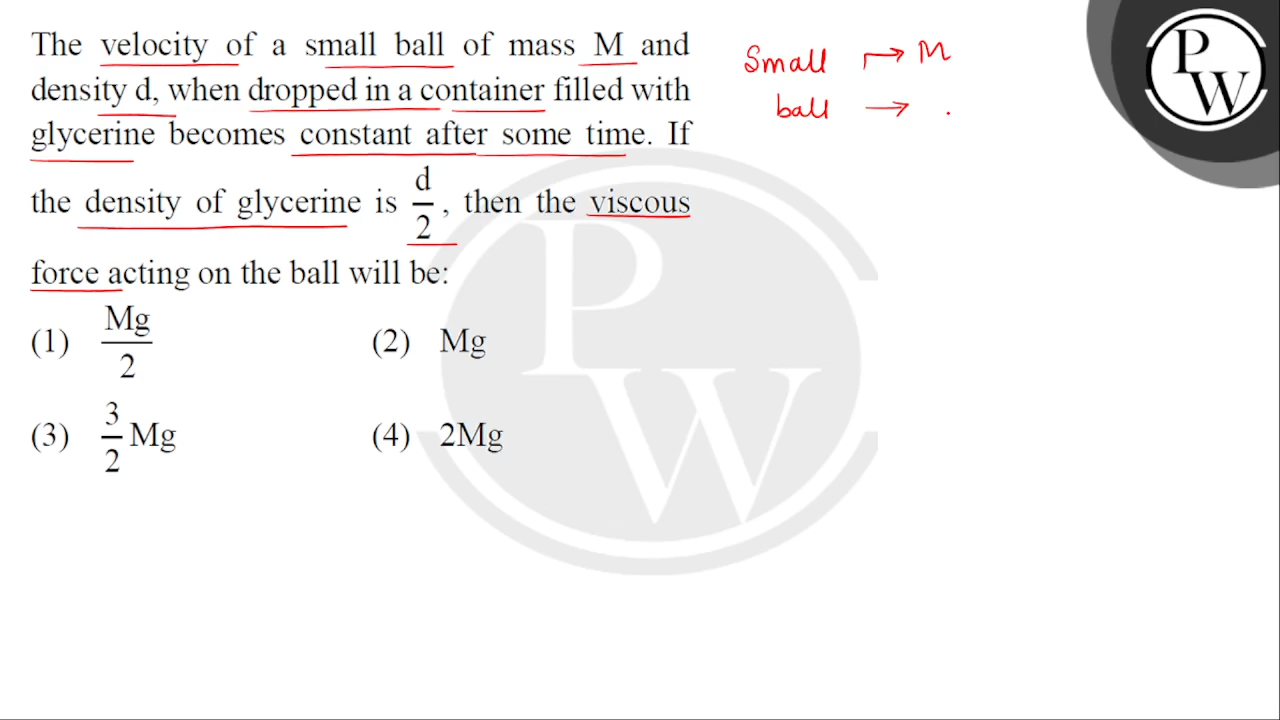 The velocity of a small ball of mass M and
density d, when dropped in a container filled with
glycerine becomes constant after some time. If
the density of glycerine is d/2, then the viscous
force acting on the ball will be:
(1) Mg/2 (2) Mg
(3) 3/2 Mg (4) 2Mg
Small → M
ball →
P
W
P
W